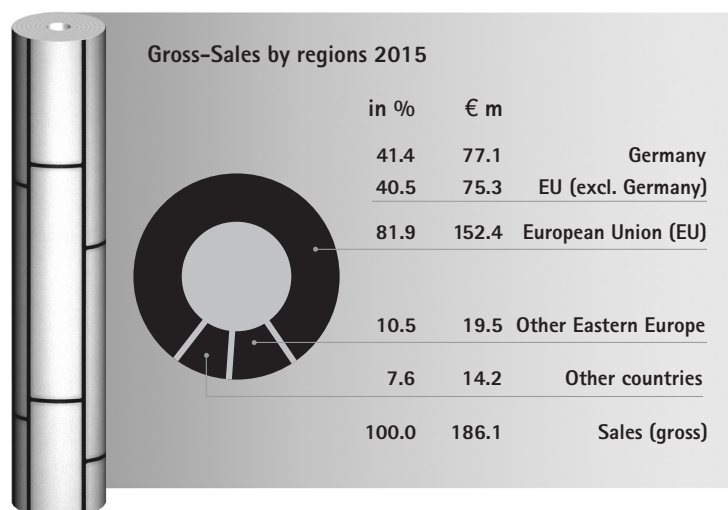 Gross-Sales by regions 2015
in % € m
41.4 77.1 Germany
40.5 75.3 EU (excl. Germany)
81.9 152.4 European Union (EU)
10.5 19.5 Other Eastern Europe
7.6 14.2 Other countries
100.0 186.1 Sales (gross)